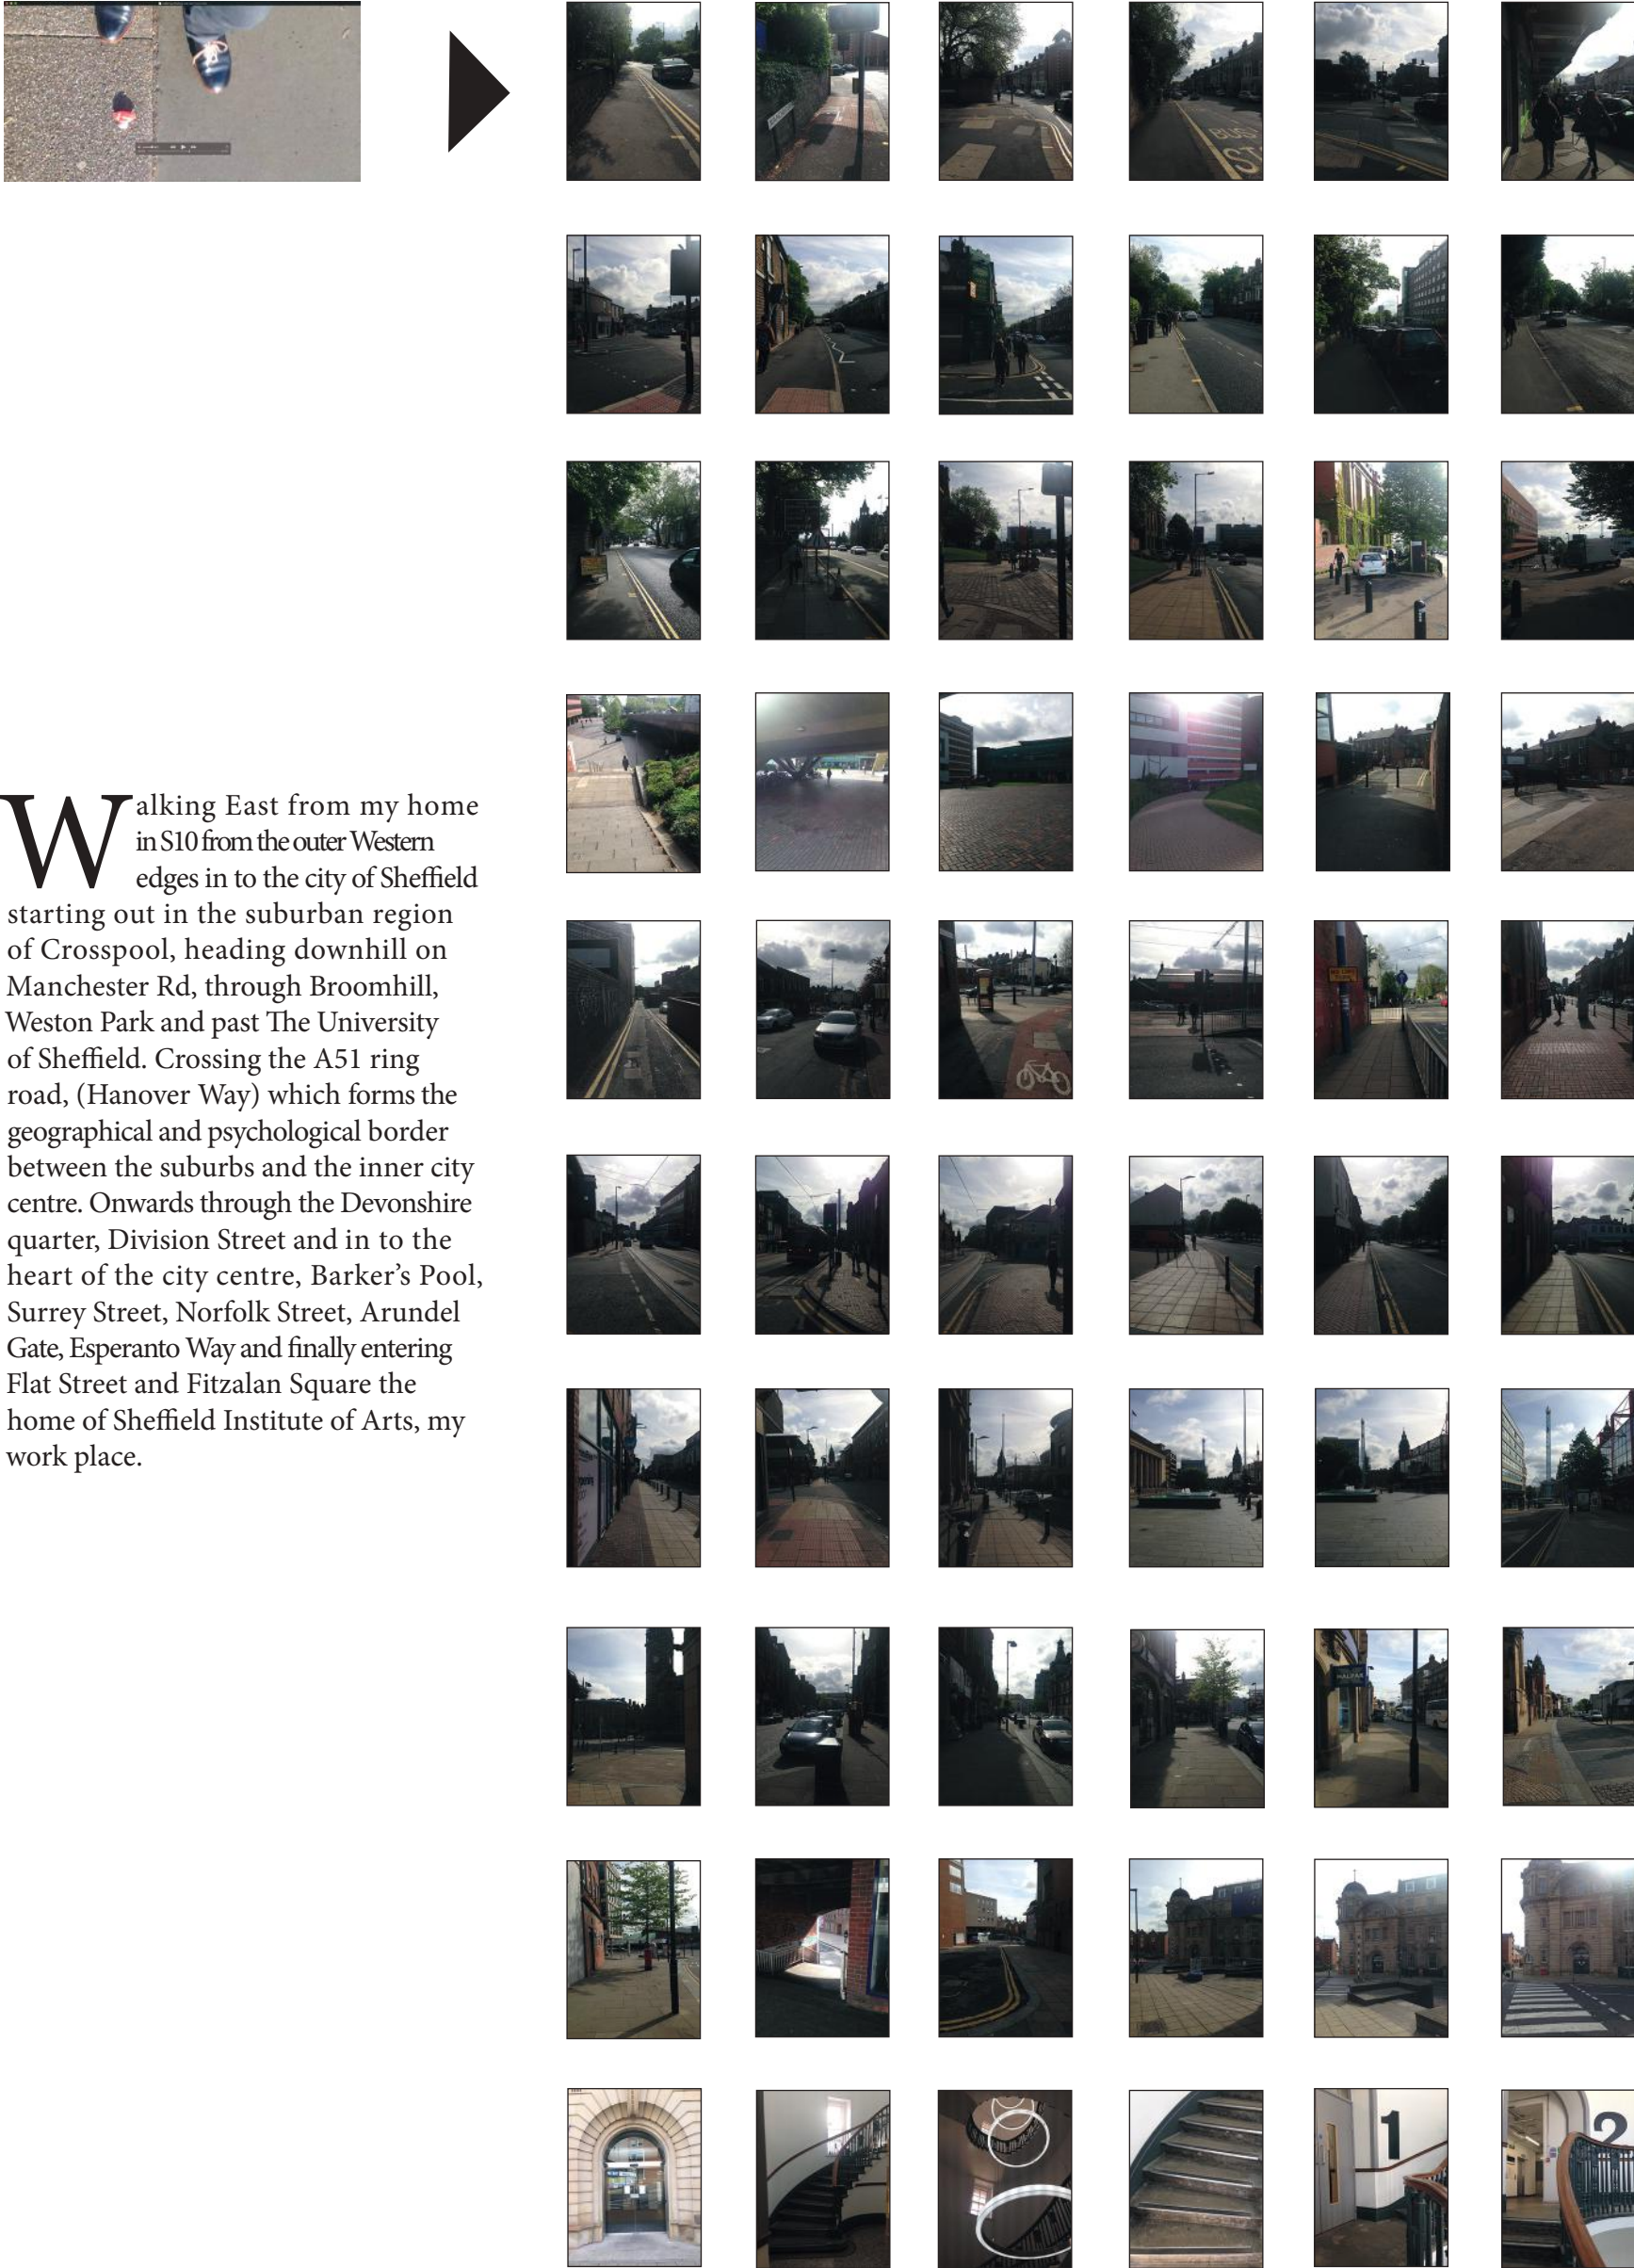 Walking East from my home
in S10 from the outer Western
edges in to the city of Sheffield
starting out in the suburban region
of Crosspool, heading downhill on
Manchester Rd, through Broomhill,
Weston Park and past The University
of Sheffield. Crossing the A51 ring
road, (Hanover Way) which forms the
geographical and psychological border
between the suburbs and the inner city
centre. Onwards through the Devonshire
quarter, Division Street and in to the
heart of the city centre, Barker’s Pool,
Surrey Street, Norfolk Street, Arundel
Gate, Esperanto Way and finally entering
Flat Street and Fitzalan Square the
home of Sheffield Institute of Arts, my
work place.
BUS
ST
HALIFAX
1
2